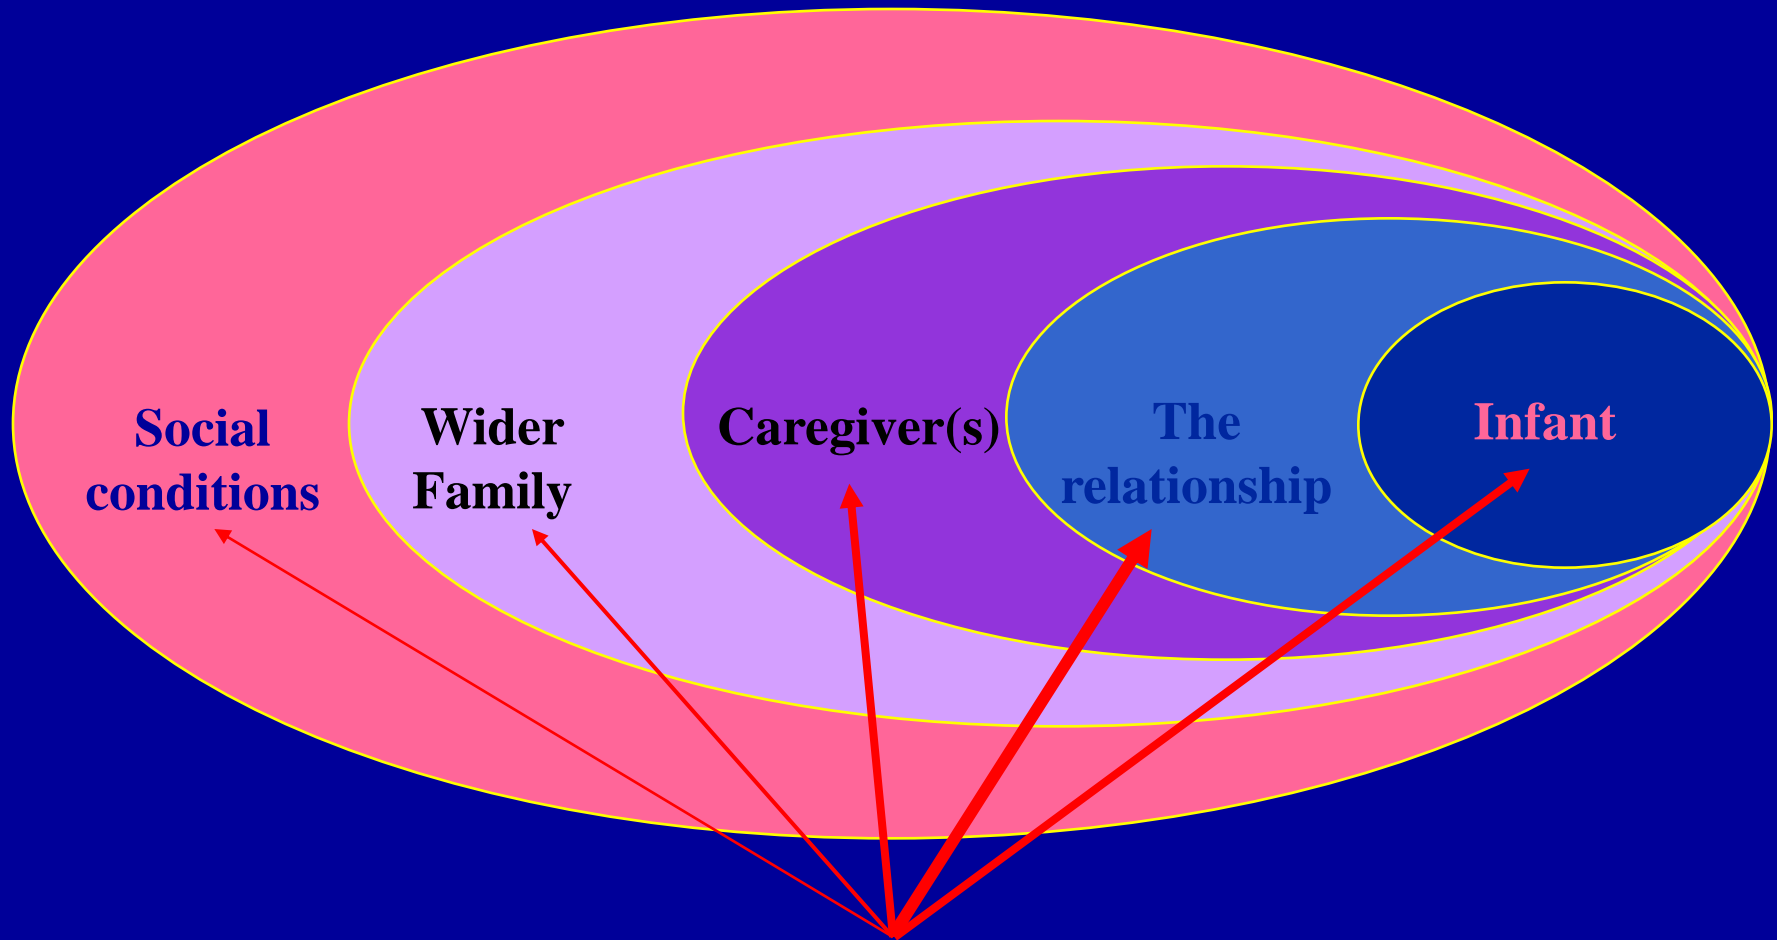 Social
conditions
Wider
Family
Caregiver(s)
The
relationship
Infant